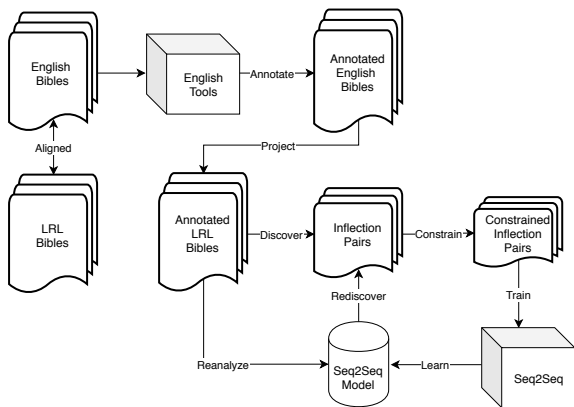 English
Bibles
English
Tools
Annotate
Annotated
English
Bibles
Aligned
Project
LRL
Bibles
Annotated
LRL
Bibles
Discover
Inflection
Pairs
Constrain
Constrained
Inflection
Pairs
Rediscover
Train
Reanalyze
Seq2Seq
Model
Learn
Seq2Seq